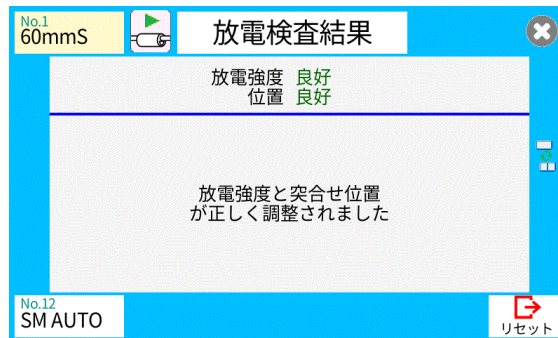 No.1
60mmS
放電検査結果
放電強度 良好
位置 良好
放電強度と突合せ位置
が正しく調整されました
No.12
SM AUTO
リセット